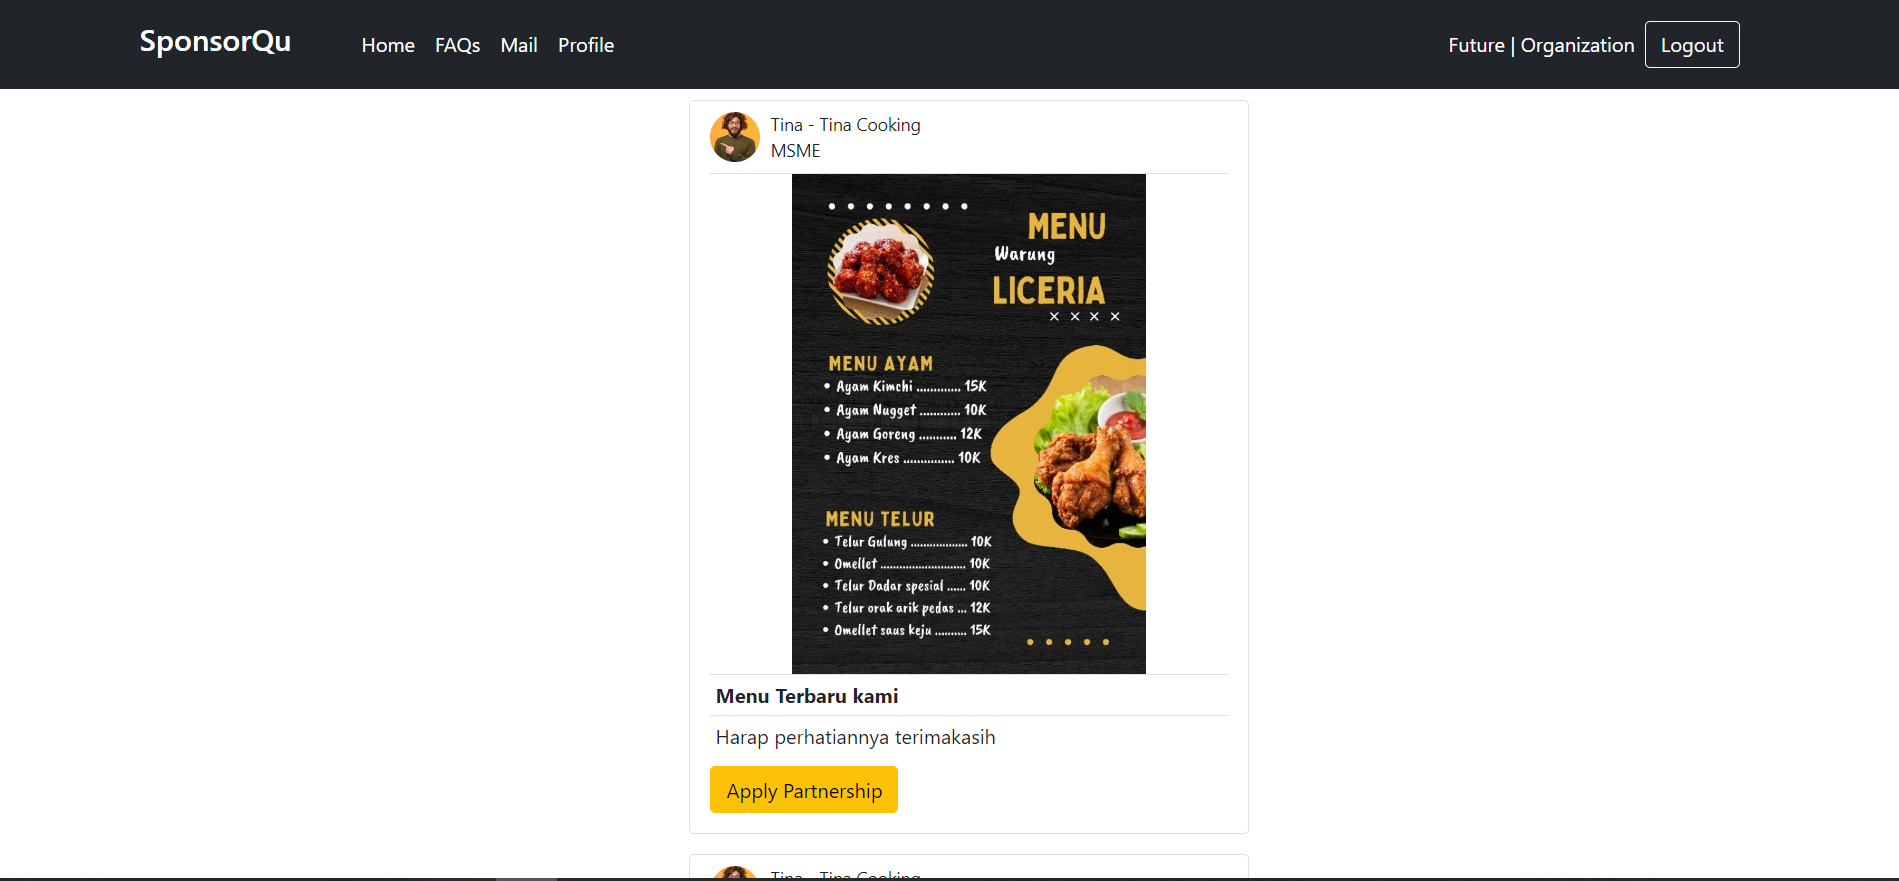 SponsorQu Home FAQs Mail Profile Future | Organization Logout
Tina - Tina Cooking
MSME
MENU
Warung
LICERIA
MENU AYAM
• Ayam Kimchi ............. 15K
• Ayam Nugget ............ 10K
• Ayam Goreng ........... 12K
• Ayam Kres ............... 10K
MENU TELUR
• Telur Gulung .................. 10K
• Omellet ........................... 10K
• Telur Dadar spesial ...... 10K
• Telur orak arik pedas ... 12K
• Omellet saus keju .......... 15K
Menu Terbaru kami
Harap perhatiannya terimakasih
Apply Partnership
Tina - Tina Cooking